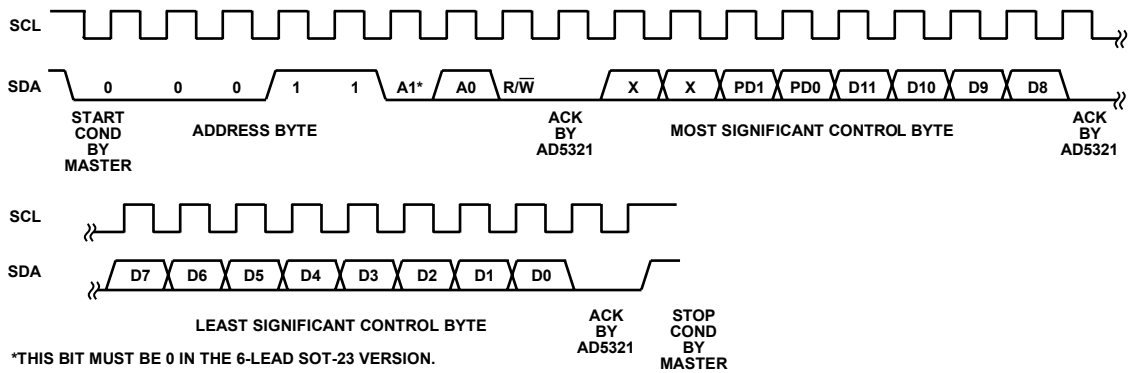 SCL
SDA 0 0 0 1 1 A1* A0 R/W̅ X X PD1 PD0 D11 D10 D9 D8
START
COND
BY
MASTER
ADDRESS BYTE
ACK
BY
AD5321
MOST SIGNIFICANT CONTROL BYTE
ACK
BY
AD5321
SCL
SDA D7 D6 D5 D4 D3 D2 D1 D0
LEAST SIGNIFICANT CONTROL BYTE
ACK
BY
AD5321
STOP
COND
BY
MASTER
*THIS BIT MUST BE 0 IN THE 6-LEAD SOT-23 VERSION.